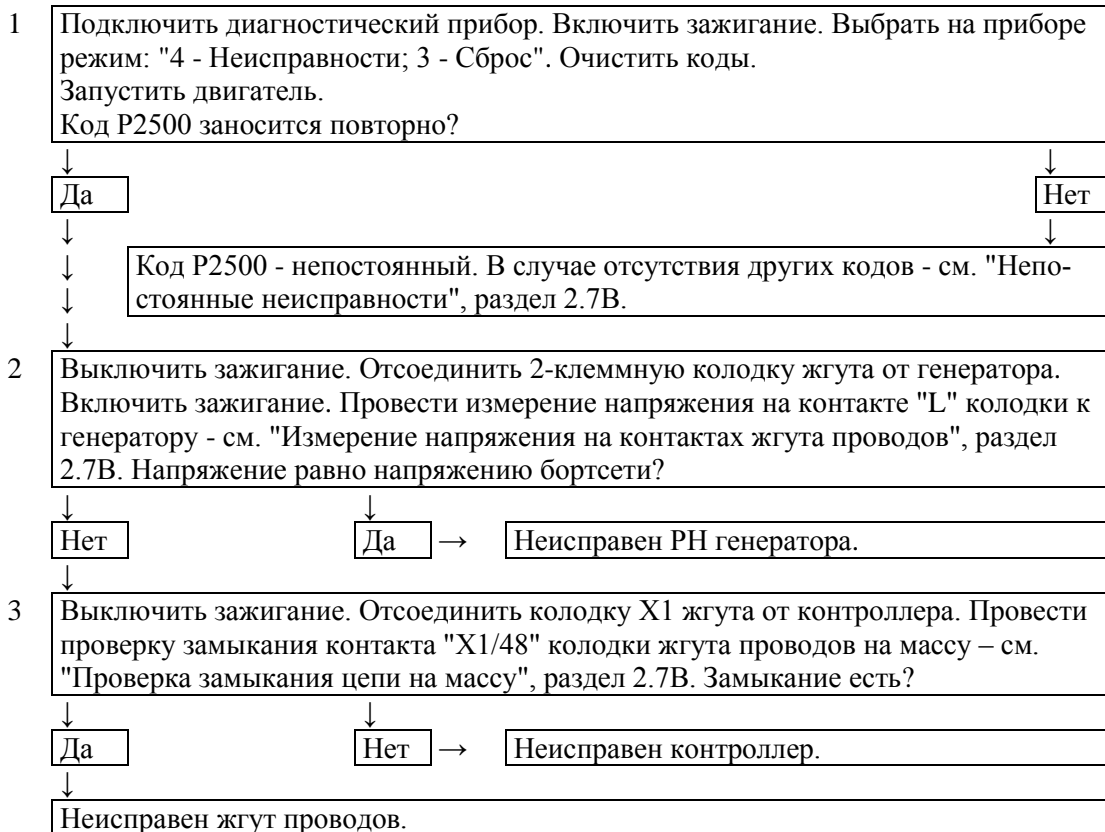 1 Подключить диагностический прибор. Включить зажигание. Выбрать на приборе
режим: "4 - Неисправности; 3 - Сброс". Очистить коды.
Запустить двигатель.
Код Р2500 заносится повторно?
↓ ↓
Да Нет
↓ ↓
↓ Код Р2500 - непостоянный. В случае отсутствия других кодов - см. "Непо-
↓ стоянные неисправности", раздел 2.7В.
↓
2 Выключить зажигание. Отсоединить 2-клеммную колодку жгута от генератора.
Включить зажигание. Провести измерение напряжения на контакте "L" колодки к
генератору - см. "Измерение напряжения на контактах жгута проводов", раздел
2.7В. Напряжение равно напряжению бортсети?
↓ ↓
Нет Да → Неисправен РН генератора.
↓
3 Выключить зажигание. Отсоединить колодку Х1 жгута от контроллера. Провести
проверку замыкания контакта "Х1/48" колодки жгута проводов на массу – см.
"Проверка замыкания цепи на массу", раздел 2.7В. Замыкание есть?
↓ ↓
Да Нет → Неисправен контроллер.
↓
Неисправен жгут проводов.